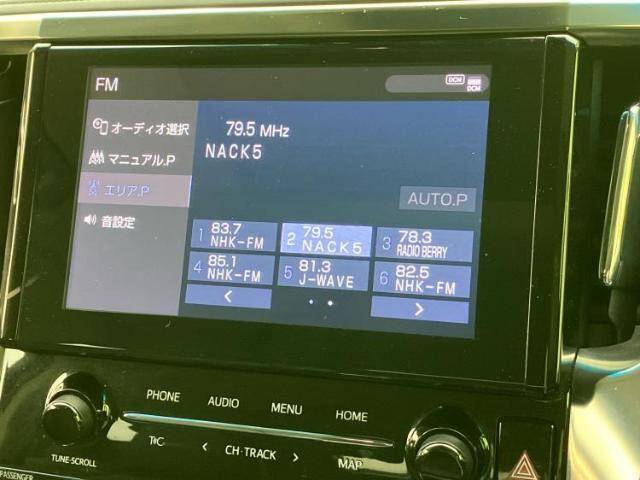 FM
DCM
DCM
オーディオ選択
マニュアル.P
エリア.P
音設定
79.5 MHz
NACK5
AUTO.P
1 83.7 NHK-FM
2 79.5 NACK5
3 78.3 RADIO BERRY
4 85.1 NHK-FM
5 81.3 J-WAVE
6 82.5 NHK-FM
<
>
PHONE
AUDIO
MENU
HOME
< CH·TRACK >
MAP
TUNE·SCROLL
PASSENGER